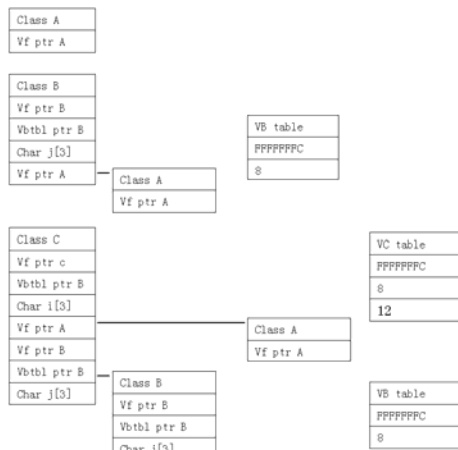 Class A
Vf ptr A
Class B
Vf ptr B
Vbtbl ptr B
Char j[3]
Vf ptr A
Class A
Vf ptr A
VB table
FFFFFFFC
8
Class C
Vf ptr c
Vbtbl ptr B
Char i[3]
Vf ptr A
Vf ptr B
Vbtbl ptr B
Char j[3]
Class A
Vf ptr A
VC table
FFFFFFFC
8
12
Class B
Vf ptr B
Vbtbl ptr B
Char
VB table
FFFFFFFC
8